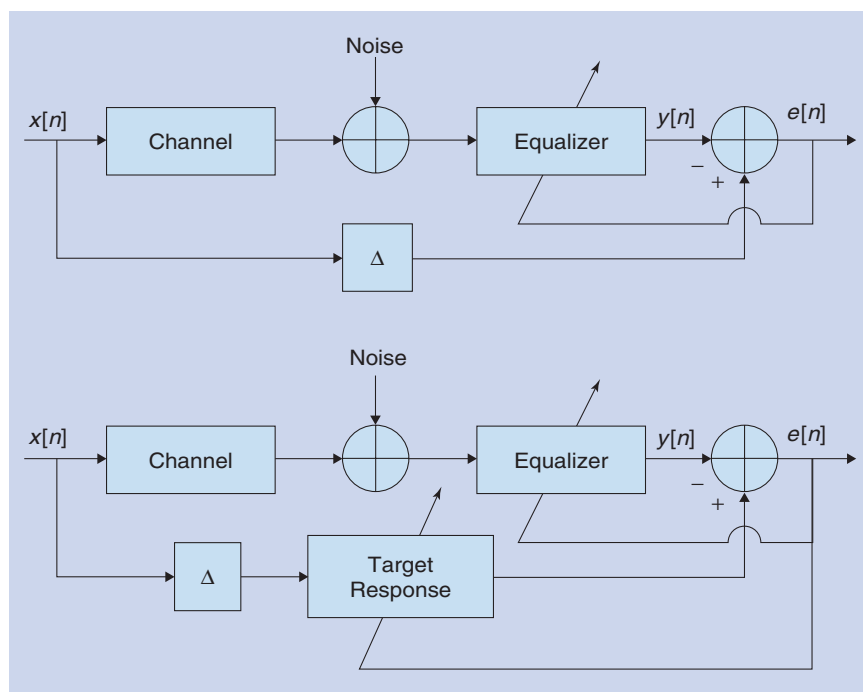 Noise
x[n]
Channel
Equalizer
y[n]
e[n]
−
+
Δ
Noise
x[n]
Channel
Equalizer
y[n]
e[n]
−
+
Δ
Target
Response